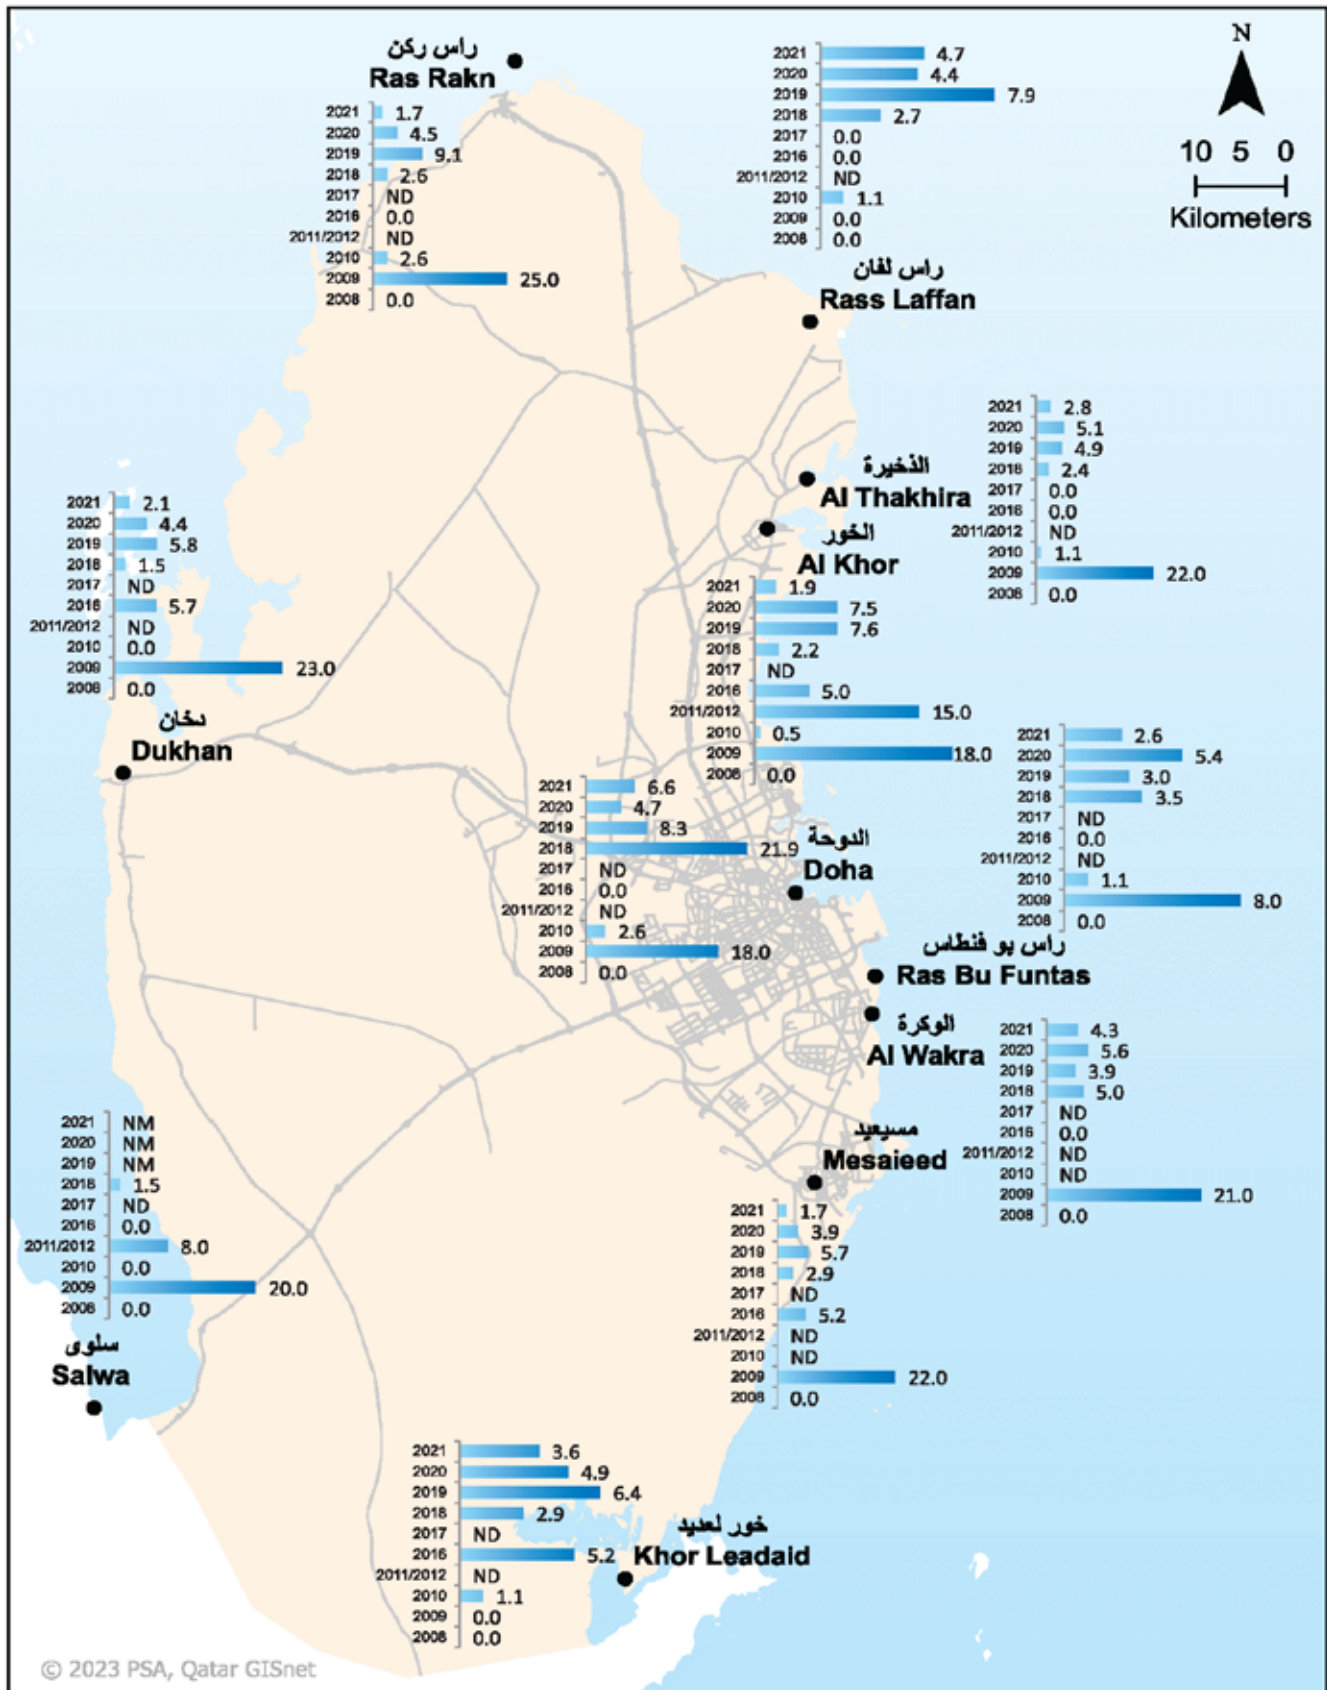 راس ركن
Ras Rakn
2021 1.7
2020 4.5
2019 9.1
2018 2.6
2017 ND
2016 0.0
2011/2012 ND
2010 2.6
2009 25.0
2008 0.0
2021 4.7
2020 4.4
2019 7.9
2018 2.7
2017 0.0
2016 0.0
2011/2012 ND
2010 1.1
2009 0.0
2008 0.0
راس لفان
Rass Laffan
N
10 5 0
Kilometers
2021 2.8
2020 5.1
2019 4.9
2018 2.4
2017 0.0
2016 0.0
2011/2012 ND
2010 1.1
2009 22.0
2008 0.0
الذخيرة
Al Thakhira
الخور
Al Khor
2021 1.9
2020 7.5
2019 7.6
2018 2.2
2017 ND
2016 5.0
2011/2012 15.0
2010 0.5
2009 18.0
2008 0.0
2021 2.1
2020 4.4
2019 5.8
2018 1.5
2017 ND
2016 5.7
2011/2012 ND
2010 0.0
2009 23.0
2008 0.0
دخان
Dukhan
2021 6.6
2020 4.7
2019 8.3
2018 21.9
2017 ND
2016 0.0
2011/2012 ND
2010 2.6
2009 18.0
2008 0.0
الدوحة
Doha
2021 2.6
2020 5.4
2019 3.0
2018 3.5
2017 ND
2016 0.0
2011/2012 ND
2010 1.1
2009 8.0
2008 0.0
راس بو فنطاس
Ras Bu Funtas
الوكرة
Al Wakra
2021 4.3
2020 5.6
2019 3.9
2018 5.0
2017 ND
2016 0.0
2011/2012 ND
2010 ND
2009 21.0
2008 0.0
مسيعيد
Mesaieed
2021 1.7
2020 3.9
2019 5.7
2018 2.9
2017 ND
2016 5.2
2011/2012 ND
2010 ND
2009 22.0
2008 0.0
2021 NM
2020 NM
2019 NM
2018 1.5
2017 ND
2016 0.0
2011/2012 8.0
2010 0.0
2009 20.0
2008 0.0
سلوى
Salwa
2021 3.6
2020 4.9
2019 6.4
2018 2.9
2017 ND
2016 5.2
2011/2012 ND
2010 1.1
2009 0.0
2008 0.0
خور لعديد
Khor Leadaid
© 2023 PSA, Qatar GISnet